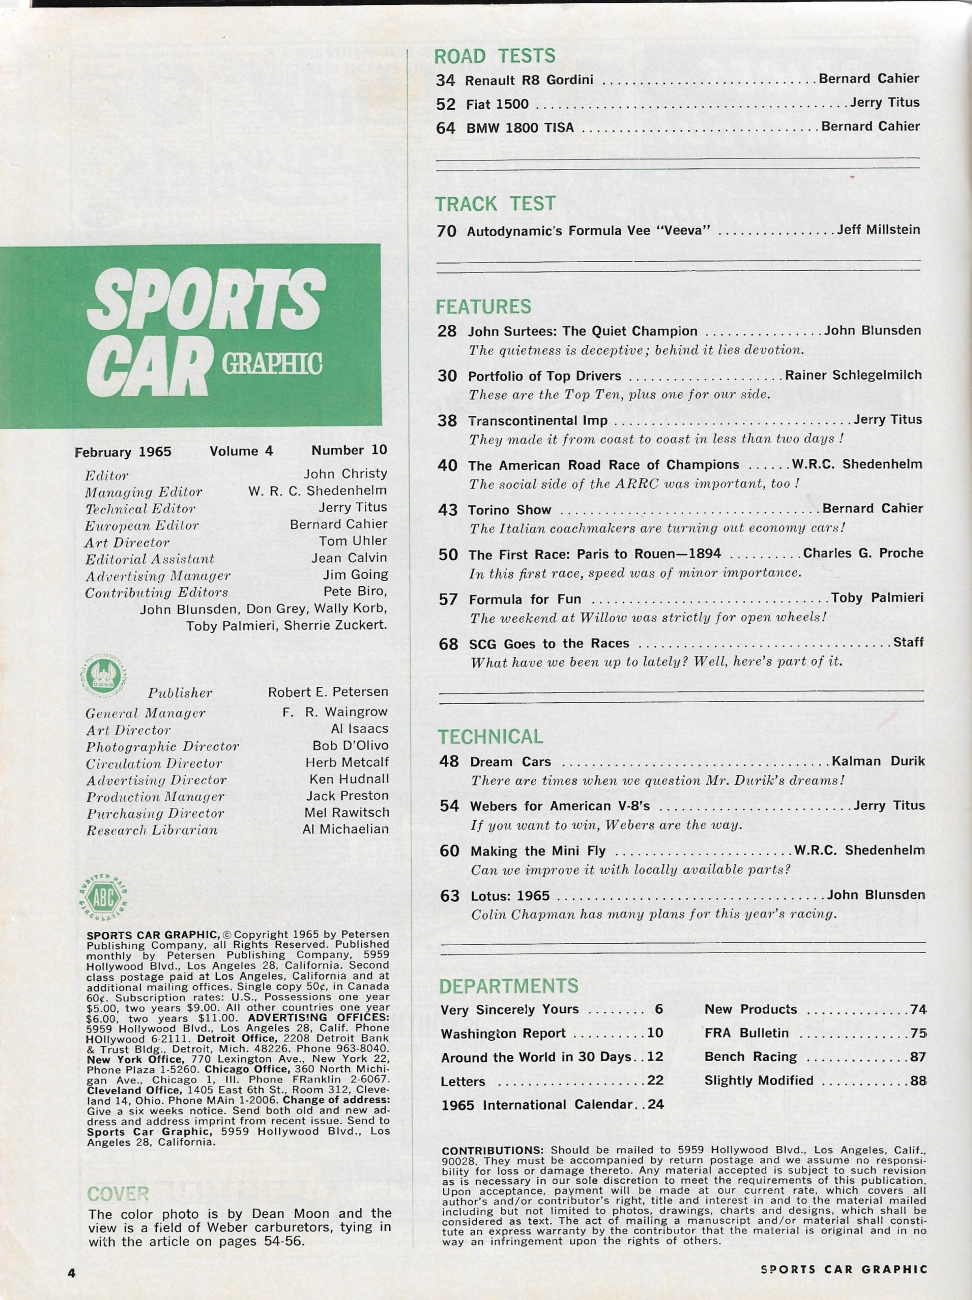 SPORTS
CAR GRAPHIC
February 1965 Volume 4 Number 10
Editor John Christy
Managing Editor W. R. C. Shedenhelm
Technical Editor Jerry Titus
European Editor Bernard Cahier
Art Director Tom Uhler
Editorial Assistant Jean Calvin
Advertising Manager Jim Going
Contributing Editors Pete Biro,
John Blunsden, Don Grey, Wally Korb,
Toby Palmieri, Sherrie Zuckert.
Publisher Robert E. Petersen
General Manager F. R. Waingrow
Art Director Al Isaacs
Photographic Director Bob D'Olivo
Circulation Director Herb Metcalf
Advertising Director Ken Hudnall
Production Manager Jack Preston
Purchasing Director Mel Rawitsch
Research Librarian Al Michaelian
AUDITED PAID
ABC
CIRCULATION
SPORTS CAR GRAPHIC, © Copyright 1965 by Petersen
Publishing Company, all Rights Reserved. Published
monthly by Petersen Publishing Company, 5959
Hollywood Blvd., Los Angeles 28, California. Second
class postage paid at Los Angeles, California and at
additional mailing offices. Single copy 50¢, in Canada
60¢. Subscription rates: U.S., Possessions one year
$5.00, two years $9.00. All other countries one year
$6.00, two years $11.00. ADVERTISING OFFICES:
5959 Hollywood Blvd., Los Angeles 28, Calif. Phone
HOllywood 6-2111. Detroit Office, 2208 Detroit Bank
& Trust Bldg., Detroit, Mich. 48226. Phone 963-8040.
New York Office, 770 Lexington Ave., New York 22,
Phone Plaza 1-5260. Chicago Office, 360 North Michi-
gan Ave., Chicago 1, Ill. Phone FRanklin 2-6067.
Cleveland Office, 1405 East 6th St., Room 312, Cleve-
land 14, Ohio. Phone MAin 1-2006. Change of address:
Give a six weeks notice. Send both old and new ad-
dress and address imprint from recent issue. Send to
Sports Car Graphic, 5959 Hollywood Blvd., Los
Angeles 28, California.
COVER
The color photo is by Dean Moon and the
view is a field of Weber carburetors, tying in
with the article on pages 54-56.
ROAD TESTS
34 Renault R8 Gordini ........................Bernard Cahier
52 Fiat 1500 ...................................Jerry Titus
64 BMW 1800 TISA ...........................Bernard Cahier
TRACK TEST
70 Autodynamic's Formula Vee "Veeva" ................Jeff Millstein
FEATURES
28 John Surtees: The Quiet Champion ...............John Blunsden
The quietness is deceptive; behind it lies devotion.
30 Portfolio of Top Drivers ..................Rainer Schlegelmilch
These are the Top Ten, plus one for our side.
38 Transcontinental Imp ...........................Jerry Titus
They made it from coast to coast in less than two days !
40 The American Road Race of Champions ......W.R.C. Shedenhelm
The social side of the ARRC was important, too !
43 Torino Show .............................Bernard Cahier
The Italian coachmakers are turning out economy cars!
50 The First Race: Paris to Rouen—1894 ..........Charles G. Proche
In this first race, speed was of minor importance.
57 Formula for Fun ...........................Toby Palmieri
The weekend at Willow was strictly for open wheels!
68 SCG Goes to the Races ................................Staff
What have we been up to lately? Well, here's part of it.
TECHNICAL
48 Dream Cars ...............................Kalman Durik
There are times when we question Mr. Durik's dreams!
54 Webers for American V-8's ......................Jerry Titus
If you want to win, Webers are the way.
60 Making the Mini Fly ....................W.R.C. Shedenhelm
Can we improve it with locally available parts?
63 Lotus: 1965 ...............................John Blunsden
Colin Chapman has many plans for this year's racing.
DEPARTMENTS
Very Sincerely Yours ........ 6
Washington Report ..........10
Around the World in 30 Days..12
Letters .................22
1965 International Calendar..24
New Products .............74
FRA Bulletin ..............75
Bench Racing .............87
Slightly Modified ............88
CONTRIBUTIONS: Should be mailed to 5959 Hollywood Blvd., Los Angeles, Calif.,
90028. They must be accompanied by return postage and we assume no responsi-
bility for loss or damage thereto. Any material accepted is subject to such revision
as is necessary in our sole discretion to meet the requirements of this publication.
Upon acceptance, payment will be made at our current rate, which covers all
author's and/or contributor's right, title and interest in and to the material mailed
including but not limited to photos, drawings, charts and designs, which shall be
considered as text. The act of mailing a manuscript and/or material shall consti-
tute an express warranty by the contributor that the material is original and in no
way an infringement upon the rights of others.
4
SPORTS CAR GRAPHIC